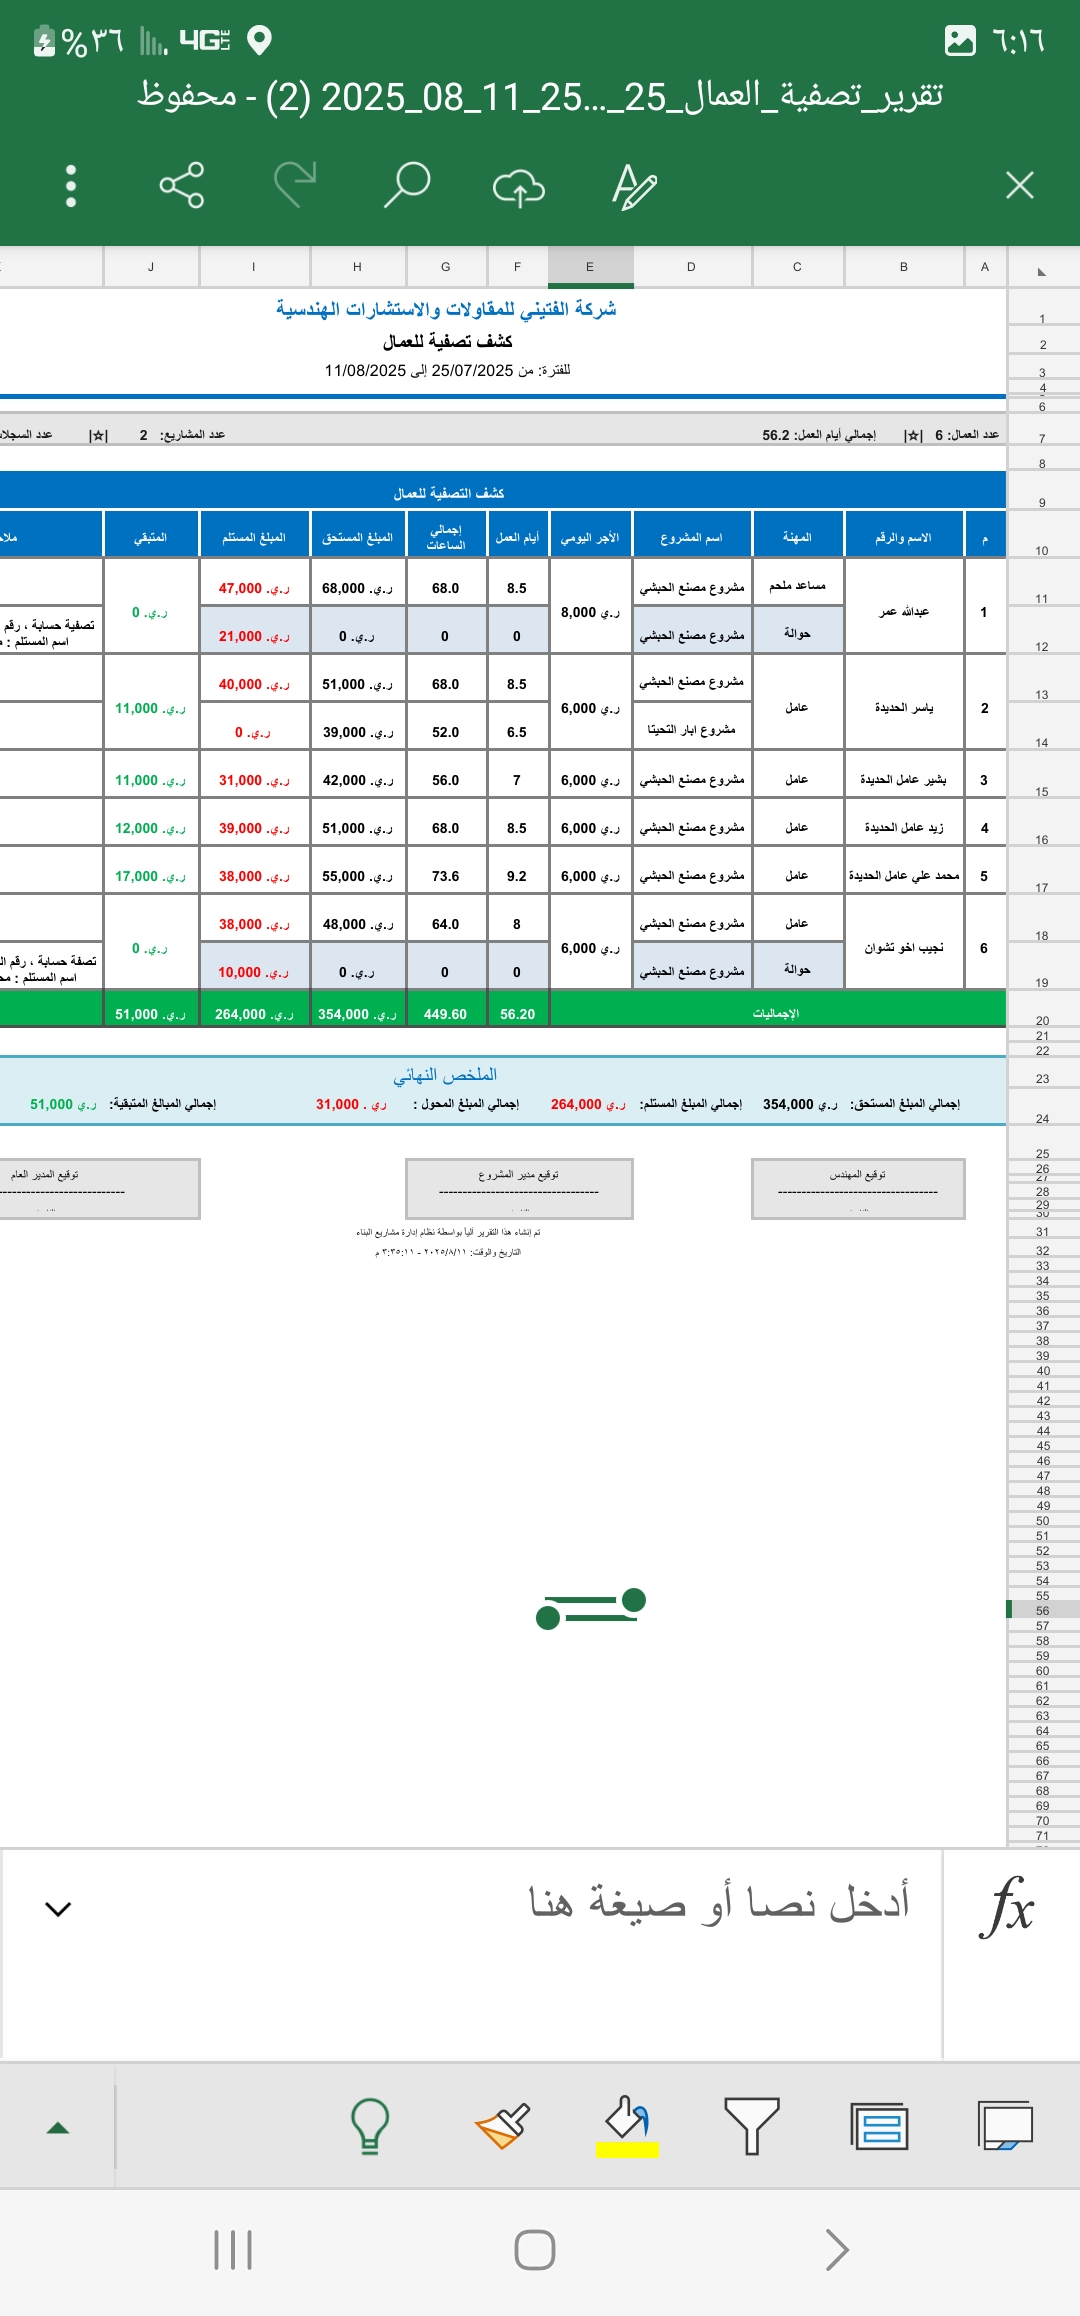 ٦:١٦
4G LTE
%٣٦
تقرير_تصفية_العمال_25_...25_11_08_2025 (2) - محفوظ
A B C D E F G H I J
1
شركة الفتيني للمقاولات والاستشارات الهندسية
2
كشف تصفية للعمال
3
للفترة: من 25/07/2025 إلى 11/08/2025
4
6
7
عدد العمال: 6 |☆| إجمالي أيام العمل: 56.2 عدد المشاريع: 2 |☆|
8
9
كشف التصفية للعمال
10
م الاسم والرقم المهنة اسم المشروع الأجر اليومي أيام العمل إجمالي الساعات المبلغ المستحق المبلغ المستلم المتبقي
11
1 عبدالله عمر مساعد ملحم مشروع مصنع الحبشي ر.ي 8,000 8.5 68.0 ر.ي. 68,000 ر.ي. 47,000 ر.ي. 0
12
حوالة مشروع مصنع الحبشي 0 0 ر.ي. 0 ر.ي. 21,000 تصفية حسابة ، رقم
اسم المستلم :
13
2 ياسر الحديدة عامل مشروع مصنع الحبشي ر.ي 6,000 8.5 68.0 ر.ي. 51,000 ر.ي. 40,000 ر.ي. 11,000
14
مشروع ابار التحيتا 6.5 52.0 ر.ي. 39,000 ر.ي. 0
15
3 بشير عامل الحديدة عامل مشروع مصنع الحبشي ر.ي 6,000 7 56.0 ر.ي. 42,000 ر.ي. 31,000 ر.ي. 11,000
16
4 زيد عامل الحديدة عامل مشروع مصنع الحبشي ر.ي 6,000 8.5 68.0 ر.ي. 51,000 ر.ي. 39,000 ر.ي. 12,000
17
5 محمد علي عامل الحديدة عامل مشروع مصنع الحبشي ر.ي 6,000 9.2 73.6 ر.ي. 55,000 ر.ي. 38,000 ر.ي. 17,000
18
6 نجيب اخو تشوان عامل مشروع مصنع الحبشي ر.ي 6,000 8 64.0 ر.ي. 48,000 ر.ي. 38,000 ر.ي. 0
19
حوالة مشروع مصنع الحبشي 0 0 ر.ي. 0 ر.ي. 10,000 تصفة حسابة ، رقم
اسم المستلم :
20
الإجماليات 56.20 449.60 ر.ي. 354,000 ر.ي. 264,000 ر.ي. 51,000
21
22
23
الملخص النهائي
24
إجمالي المبلغ المستحق: ر.ي 354,000 إجمالي المبلغ المستلم: ر.ي 264,000 إجمالي المبلغ المحول : ر.ي . 31,000 إجمالي المبالغ المتبقية: ر.ي 51,000
25
26
توقيع المهندس توقيع مدير المشروع توقيع المدير العام
27
28
---------------------------------- ---------------------------------- ----------------------------
29
30
31
تم إنشاء هذا التقرير آلياً بواسطة نظام إدارة مشاريع البناء
32
التاريخ والوقت: ٢٠٢٥/٨/١١ - ٣:٣٥:١١ م
33
34
35
36
37
38
39
40
41
42
43
44
45
46
47
48
49
50
51
52
53
54
55
56
57
58
59
60
61
62
63
64
65
66
67
68
69
70
71
fx أدخل نصا أو صيغة هنا